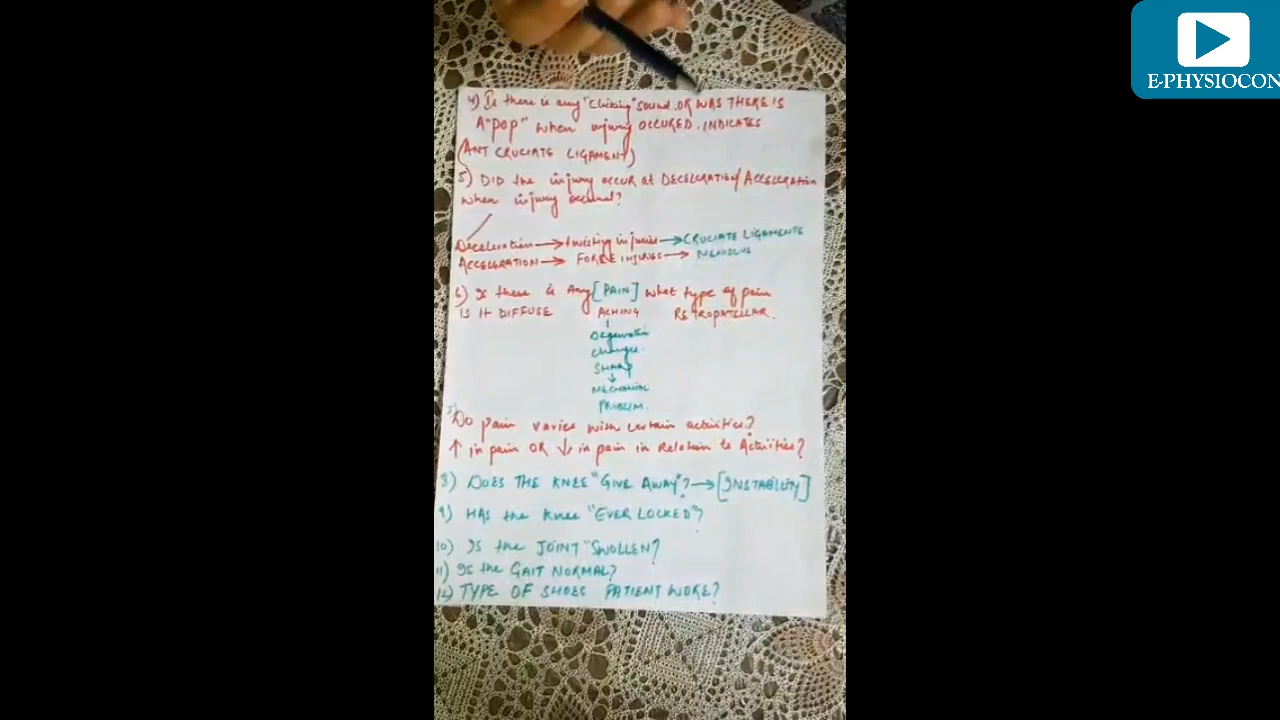 E-PHYSIOCON
4) Is there is any "clicking" sound. OR WAS THERE IS
A "POP" when injury OCCURED. INDICATES
(ANT CRUCIATE LIGAMENT)
5) DID the injury occur at DECELERATION/ACCELERATION
when injury occured?
Deceleration → twisting injuries → CRUCIATE LIGAMENTS
ACCELERATION → FORCE INJURIES → MENISCUS
6) Is there is Any [PAIN] what type of pain
IS It DIFFUSE ACHING RETROPATELLAR.
Degenerative
changes.
SHARP
↓
MECHANICAL
PROBLEM.
7) Do pain varies with certain activities?
↑ in pain OR ↓ in pain in Relation to Activities?
8) DOES THE KNEE "GIVE AWAY"? → [INSTABILITY]
9) HAS the Knee "EVER LOCKED"?
10) Is the JOINT "SWOLLEN?
11) Is the GAIT NORMAL?
12) TYPE OF SHOES PATIENT WORE?